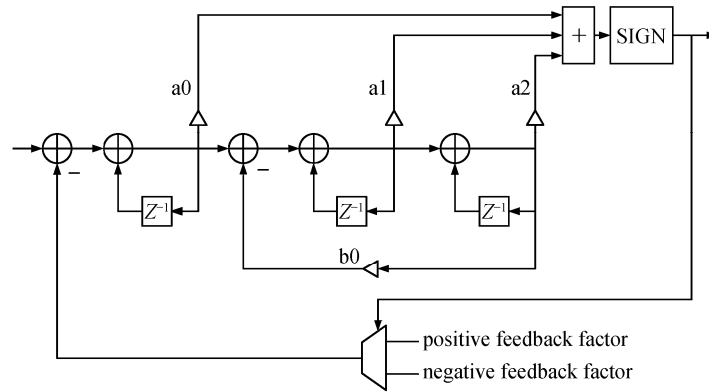 +
SIGN
a0
a1
a2
−
−
Z⁻¹
Z⁻¹
Z⁻¹
b0
positive feedback factor
negative feedback factor